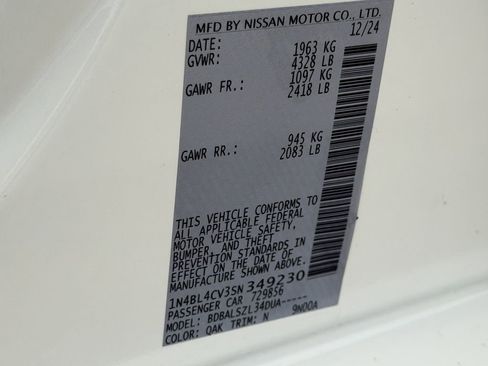 MFD BY NISSAN MOTOR CO., LTD.
DATE: 12/24
GVWR: 1963 KG
4328 LB
GAWR FR.: 1097 KG
2418 LB
GAWR RR.: 945 KG
2083 LB
THIS VEHICLE CONFORMS TO
ALL APPLICABLE FEDERAL
MOTOR VEHICLE SAFETY,
BUMPER, AND THEFT
PREVENTION STANDARDS IN
EFFECT ON THE DATE OF
MANUFACTURE SHOWN ABOVE.
1N4BL4CV3SN349230
PASSENGER CAR 729856
MODEL: BDBALSZL34DUA-----
COLOR: QAK TRIM: N 9N00A